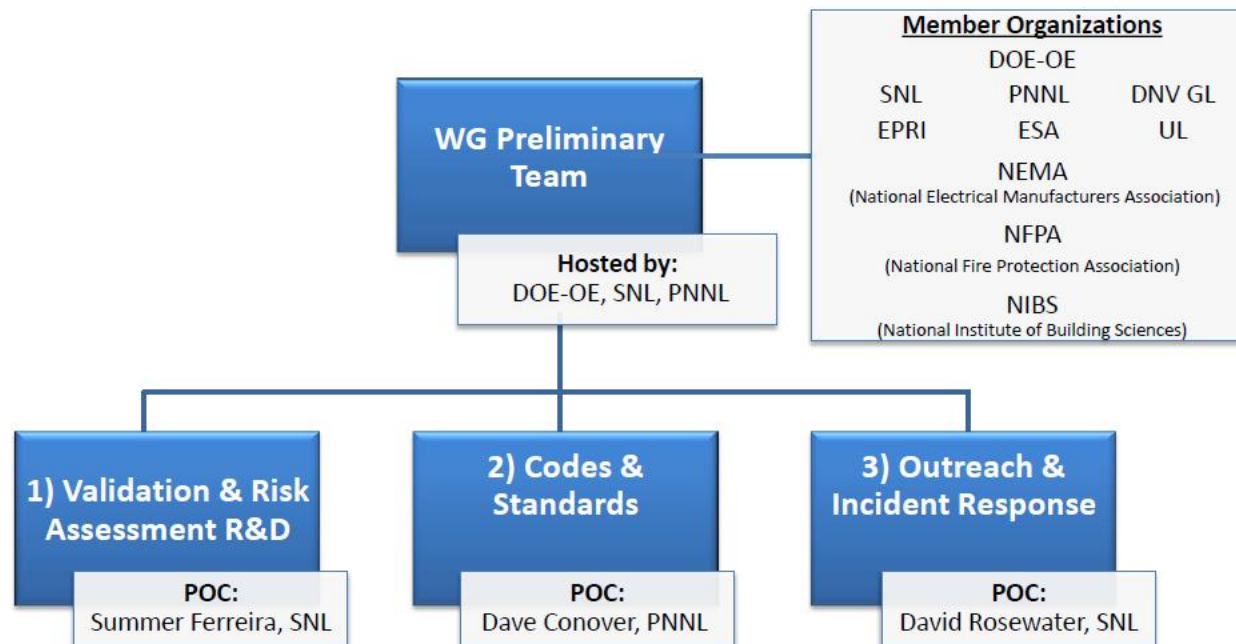 Member Organizations
DOE-OE
SNL PNNL DNV GL
EPRI ESA UL
NEMA
(National Electrical Manufacturers Association)
NFPA
(National Fire Protection Association)
NIBS
(National Institute of Building Sciences)
WG Preliminary
Team
Hosted by:
DOE-OE, SNL, PNNL
1) Validation & Risk
Assessment R&D
POC:
Summer Ferreira, SNL
2) Codes &
Standards
POC:
Dave Conover, PNNL
3) Outreach &
Incident Response
POC:
David Rosewater, SNL